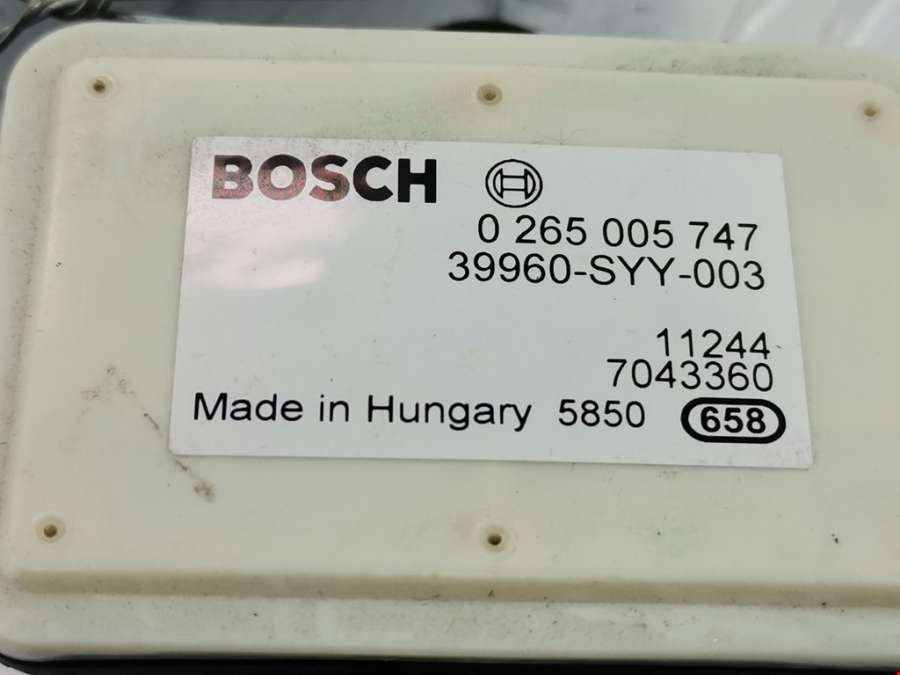 BOSCH
0 265 005 747
39960-SYY-003
11244
7043360
Made in Hungary 5850 658